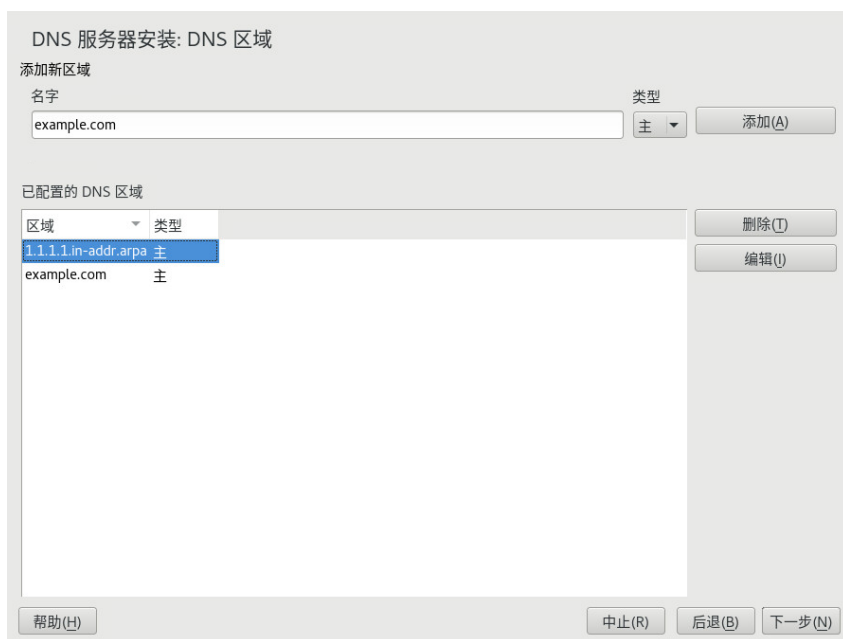 DNS 服务器安装: DNS 区域
添加新区域
名字
类型
example.com
主
添加(A)
已配置的 DNS 区域
区域 类型
删除(T)
1.1.1.1.in-addr.arpa 主
编辑(I)
example.com 主
帮助(H)
中止(R)
后退(B)
下一步(N)